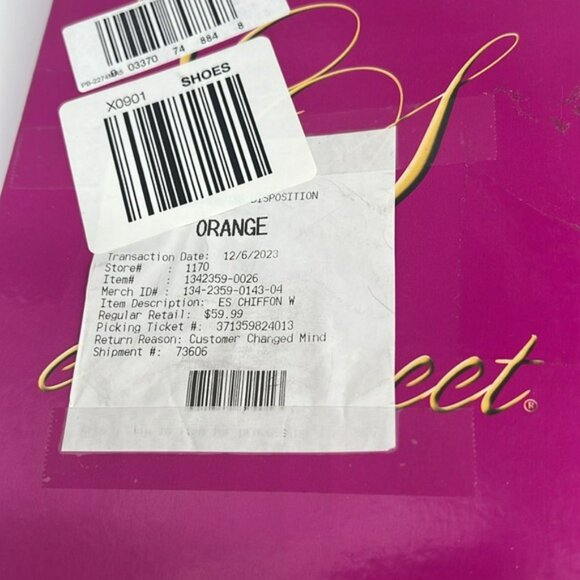 03370 74 884 8
X0901 SHOES
DISPOSITION
ORANGE
Transaction Date: 12/6/2023
Store# : 1170
Item# : 1342359-0026
Merch ID# : 134-2359-0143-04
Item Description: ES CHIFFON W
Regular Retail: $59.99
Picking Ticket #: 371359824013
Return Reason: Customer Changed Mind
Shipment #: 73606
ect®